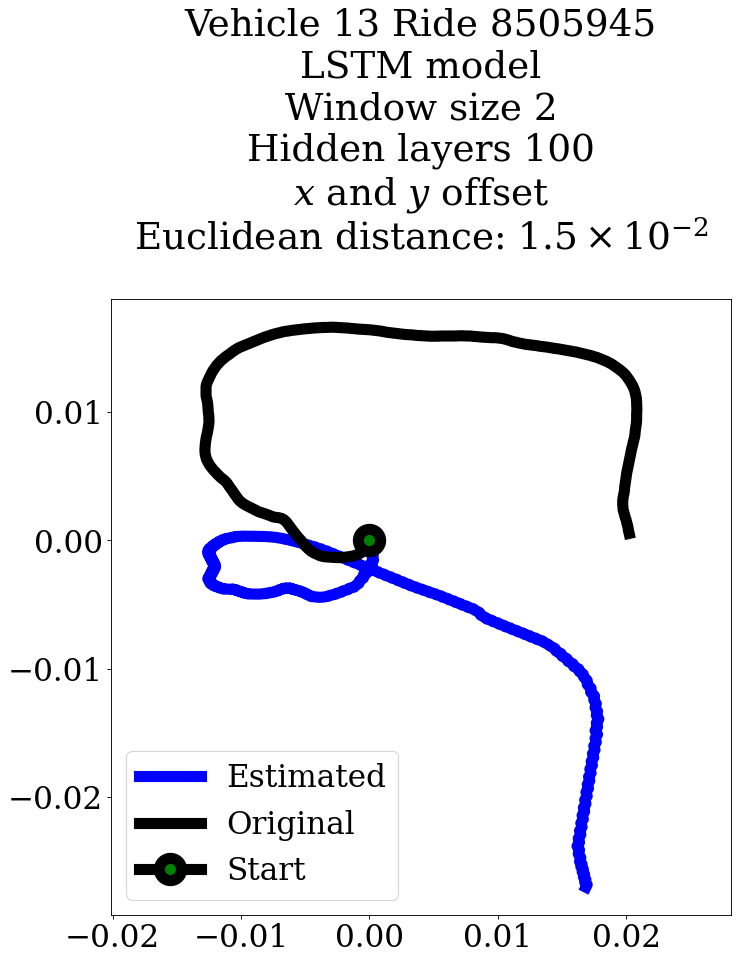 Vehicle 13 Ride 8505945
LSTM model
Window size 2
Hidden layers 100
x and y offset
Euclidean distance: 1.5 × 10⁻²
0.01
0.00
−0.01
−0.02
Estimated
Original
Start
−0.02 −0.01 0.00 0.01 0.02